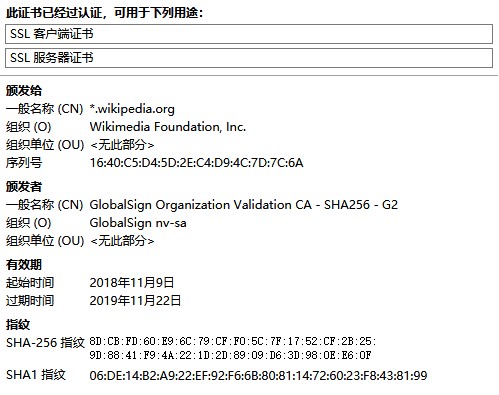 此证书已经过认证，可用于下列用途：
SSL 客户端证书
SSL 服务器证书
颁发给
一般名称 (CN) *.wikipedia.org
组织 (O) Wikimedia Foundation, Inc.
组织单位 (OU) <无此部分>
序列号 16:40:C5:D4:5D:2E:C4:D9:4C:7D:7C:6A
颁发者
一般名称 (CN) GlobalSign Organization Validation CA - SHA256 - G2
组织 (O) GlobalSign nv-sa
组织单位 (OU) <无此部分>
有效期
起始时间 2018年11月9日
过期时间 2019年11月22日
指纹
SHA-256 指纹 8D:CB:FD:60:E9:6C:79:CF:F0:5C:7F:17:52:CF:2B:25:
9D:88:41:F9:4A:22:1D:2D:89:09:D6:3D:98:0E:E6:0F
SHA1 指纹 06:DE:14:B2:A9:22:EF:92:F6:6B:80:81:14:72:60:23:F8:43:81:99